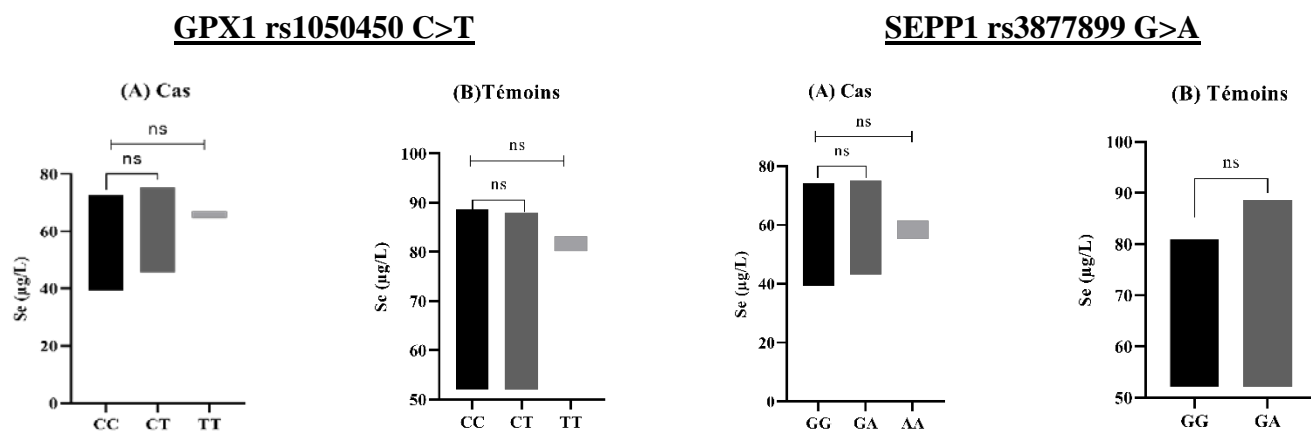 GPX1 rs1050450 C>T
SEPP1 rs3877899 G>A
(A) Cas
ns
ns
80
60
40
20
0
Se (µg/L)
CC CT TT
(B)Témoins
ns
ns
100
90
80
70
60
50
Se (µg/L)
CC CT TT
(A) Cas
ns
ns
80
60
40
20
0
Se (µg/L)
GG GA AA
(B) Témoins
ns
100
90
80
70
60
50
Se (µg/L)
GG GA